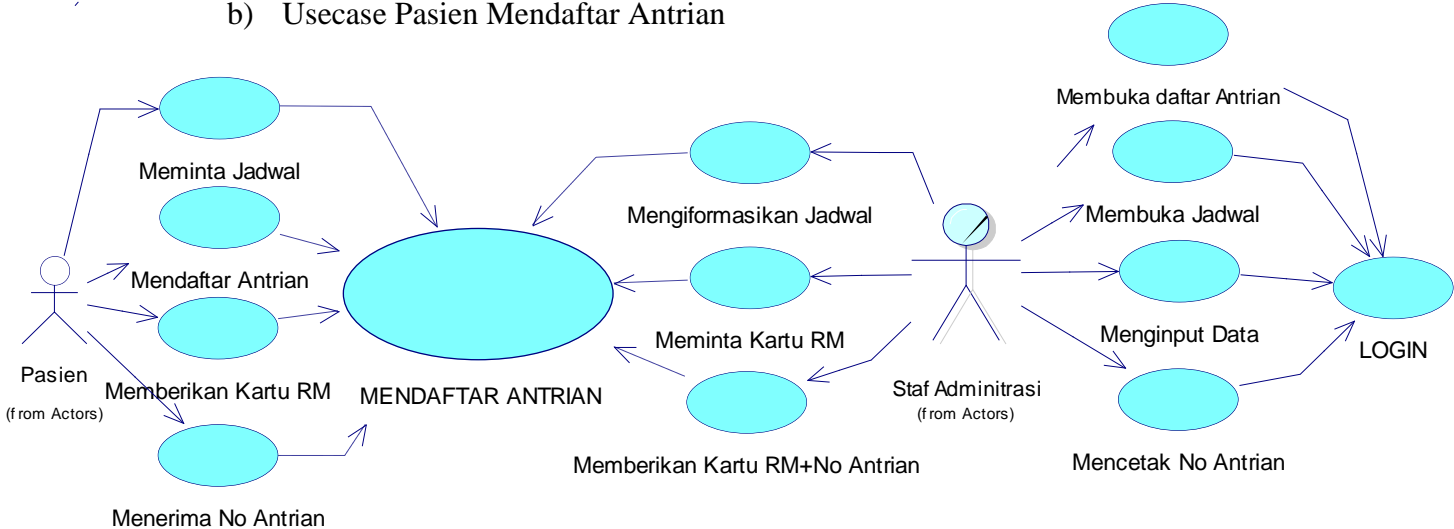 b) Usecase Pasien Mendaftar Antrian
Membuka daftar Antrian
Meminta Jadwal
Mengiformasikan Jadwal
Membuka Jadwal
Mendaftar Antrian
Menginput Data
Meminta Kartu RM
LOGIN
Pasien
(from Actors)
Memberikan Kartu RM
MENDAFTAR ANTRIAN
Staf Adminitrasi
(from Actors)
Memberikan Kartu RM+No Antrian
Mencetak No Antrian
Menerima No Antrian